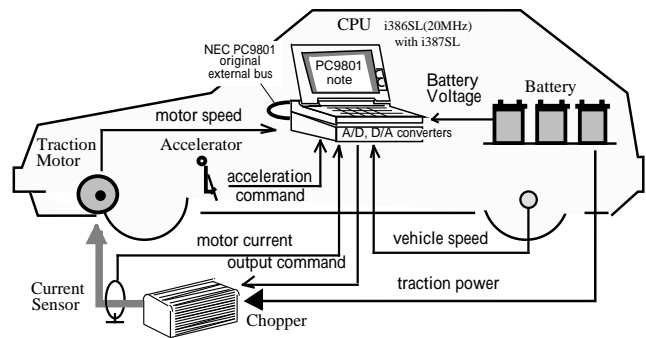 CPU i386SL(20MHz)
with i387SL
NEC PC9801
original
external bus
PC9801
note
Battery
Voltage
Battery
motor speed
A/D, D/A converters
Traction
Motor
Accelerator
acceleration
command
motor current
vehicle speed
output command
traction power
Current
Sensor
Chopper